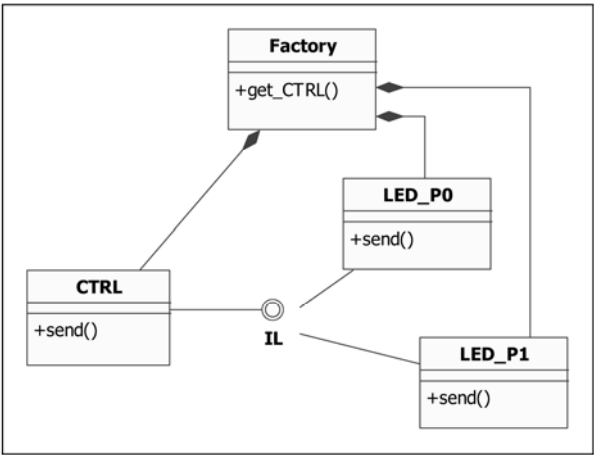 Factory
+get_CTRL()
LED_P0
+send()
CTRL
+send()
IL
LED_P1
+send()